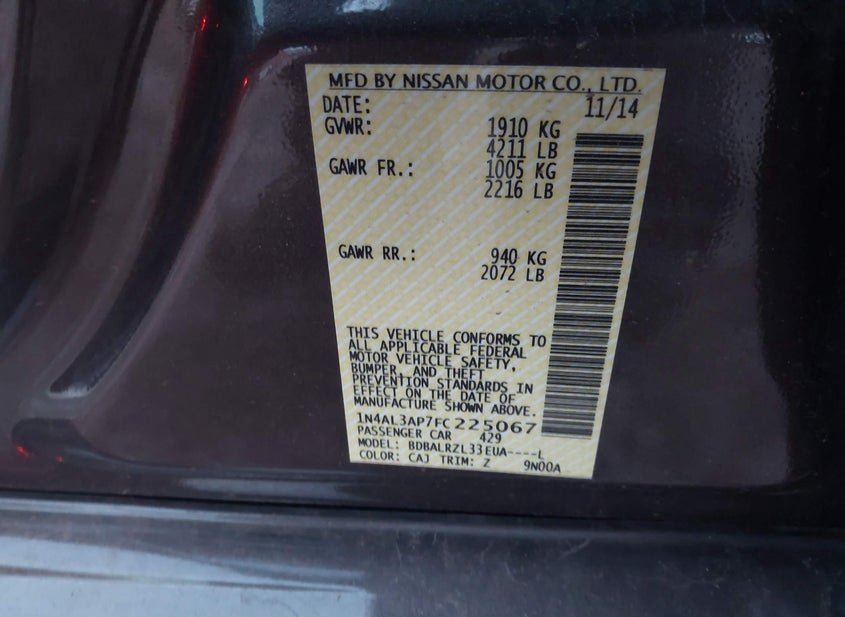 MFD BY NISSAN MOTOR CO., LTD.
DATE: 11/14
GVWR: 1910 KG
4211 LB
GAWR FR.: 1005 KG
2216 LB
GAWR RR.: 940 KG
2072 LB
THIS VEHICLE CONFORMS TO
ALL APPLICABLE FEDERAL
MOTOR VEHICLE SAFETY,
BUMPER, AND THEFT
PREVENTION STANDARDS IN
EFFECT ON THE DATE OF
MANUFACTURE SHOWN ABOVE.
1N4AL3AP7FC225067
PASSENGER CAR 429
MODEL: BDBALRZL33EUA----L
COLOR: CAJ TRIM: Z 9N00A